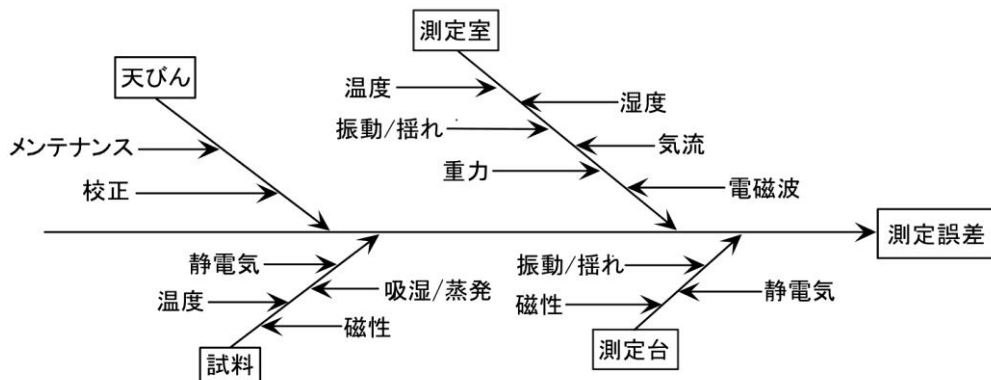 測定室
天びん
温度
湿度
振動/揺れ
気流
メンテナンス
重力
校正
電磁波
測定誤差
静電気
振動/揺れ
吸湿/蒸発
静電気
温度
磁性
磁性
試料
測定台